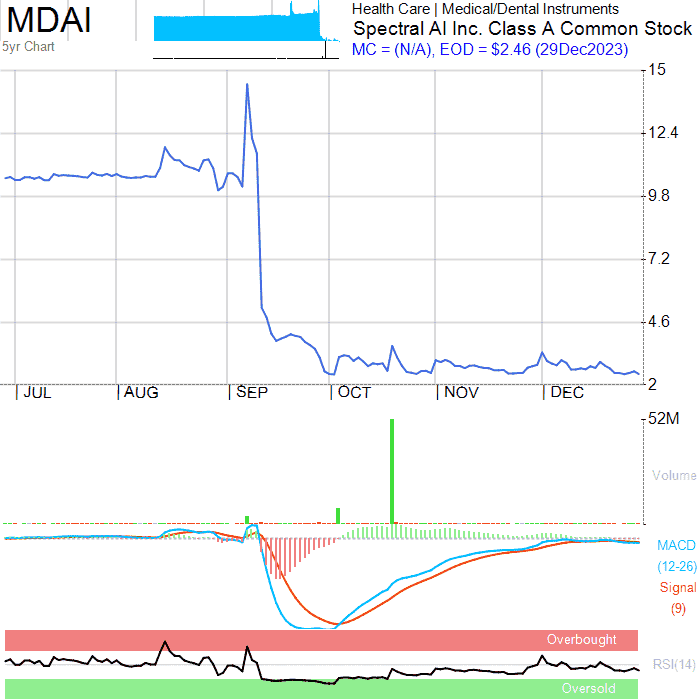 MDAI
5yr Chart
Health Care | Medical/Dental Instruments
Spectral AI Inc. Class A Common Stock
MC = (N/A), EOD = $2.46 (29Dec2023)
15
12.4
9.8
7.2
4.6
2
JUL AUG SEP OCT NOV DEC
52M
Volume
MACD
(12-26)
Signal
(9)
Overbought
RSI(14)
Oversold